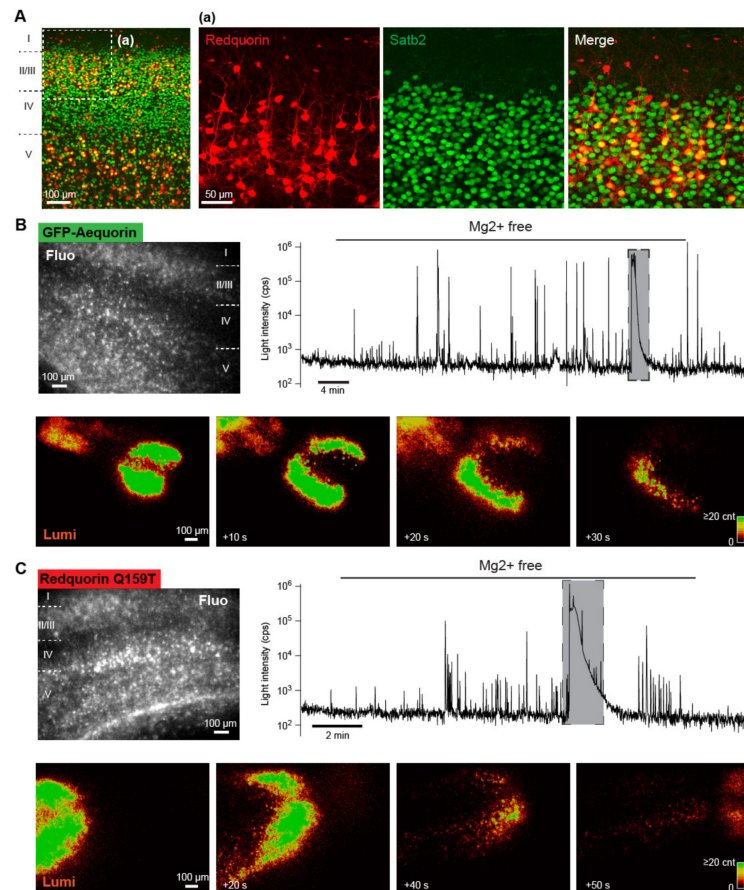 A
(a)
I
II/III
IV
V
100 µm
(a)
Redquorin
50 µm
Satb2
Merge
B
GFP-Aequorin
Fluo
I
II/III
IV
V
100 µm
Mg2+ free
Light intensity (cps)
10⁶
10⁵
10⁴
10³
10²
4 min
Lumi
100 µm
+10 s
+20 s
+30 s
≥20 cnt
0
C
Redquorin Q159T
I
II/III
IV
V
Fluo
100 µm
Mg2+ free
Light intensity (cps)
10⁶
10⁵
10⁴
10³
10²
2 min
Lumi
100 µm
+20 s
+40 s
+50 s
≥20 cnt
0